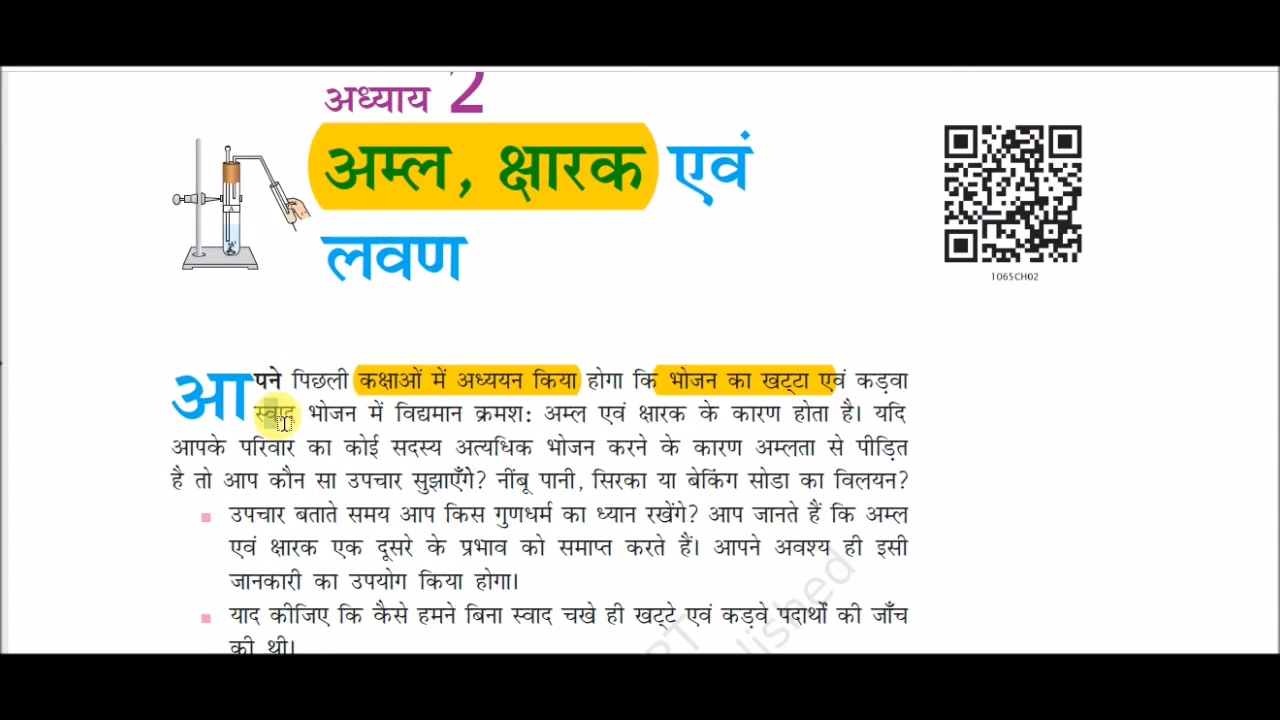 अध्याय 2
अम्ल, क्षारक एवं
लवण
1065CH02
आपने पिछली कक्षाओं में अध्ययन किया होगा कि भोजन का खट्टा एवं कड़वा
स्वाद भोजन में विद्यमान क्रमश: अम्ल एवं क्षारक के कारण होता है। यदि
आपके परिवार का कोई सदस्य अत्यधिक भोजन करने के कारण अम्लता से पीड़ित
है तो आप कौन सा उपचार सुझाएँगे? नींबू पानी, सिरका या बेकिंग सोडा का विलयन?
उपचार बताते समय आप किस गुणधर्म का ध्यान रखेंगे? आप जानते हैं कि अम्ल
एवं क्षारक एक दूसरे के प्रभाव को समाप्त करते हैं। आपने अवश्य ही इसी
जानकारी का उपयोग किया होगा।
याद कीजिए कि कैसे हमने बिना स्वाद चखे ही खट्टे एवं कड़वे पदार्थों की जाँच
की थी।